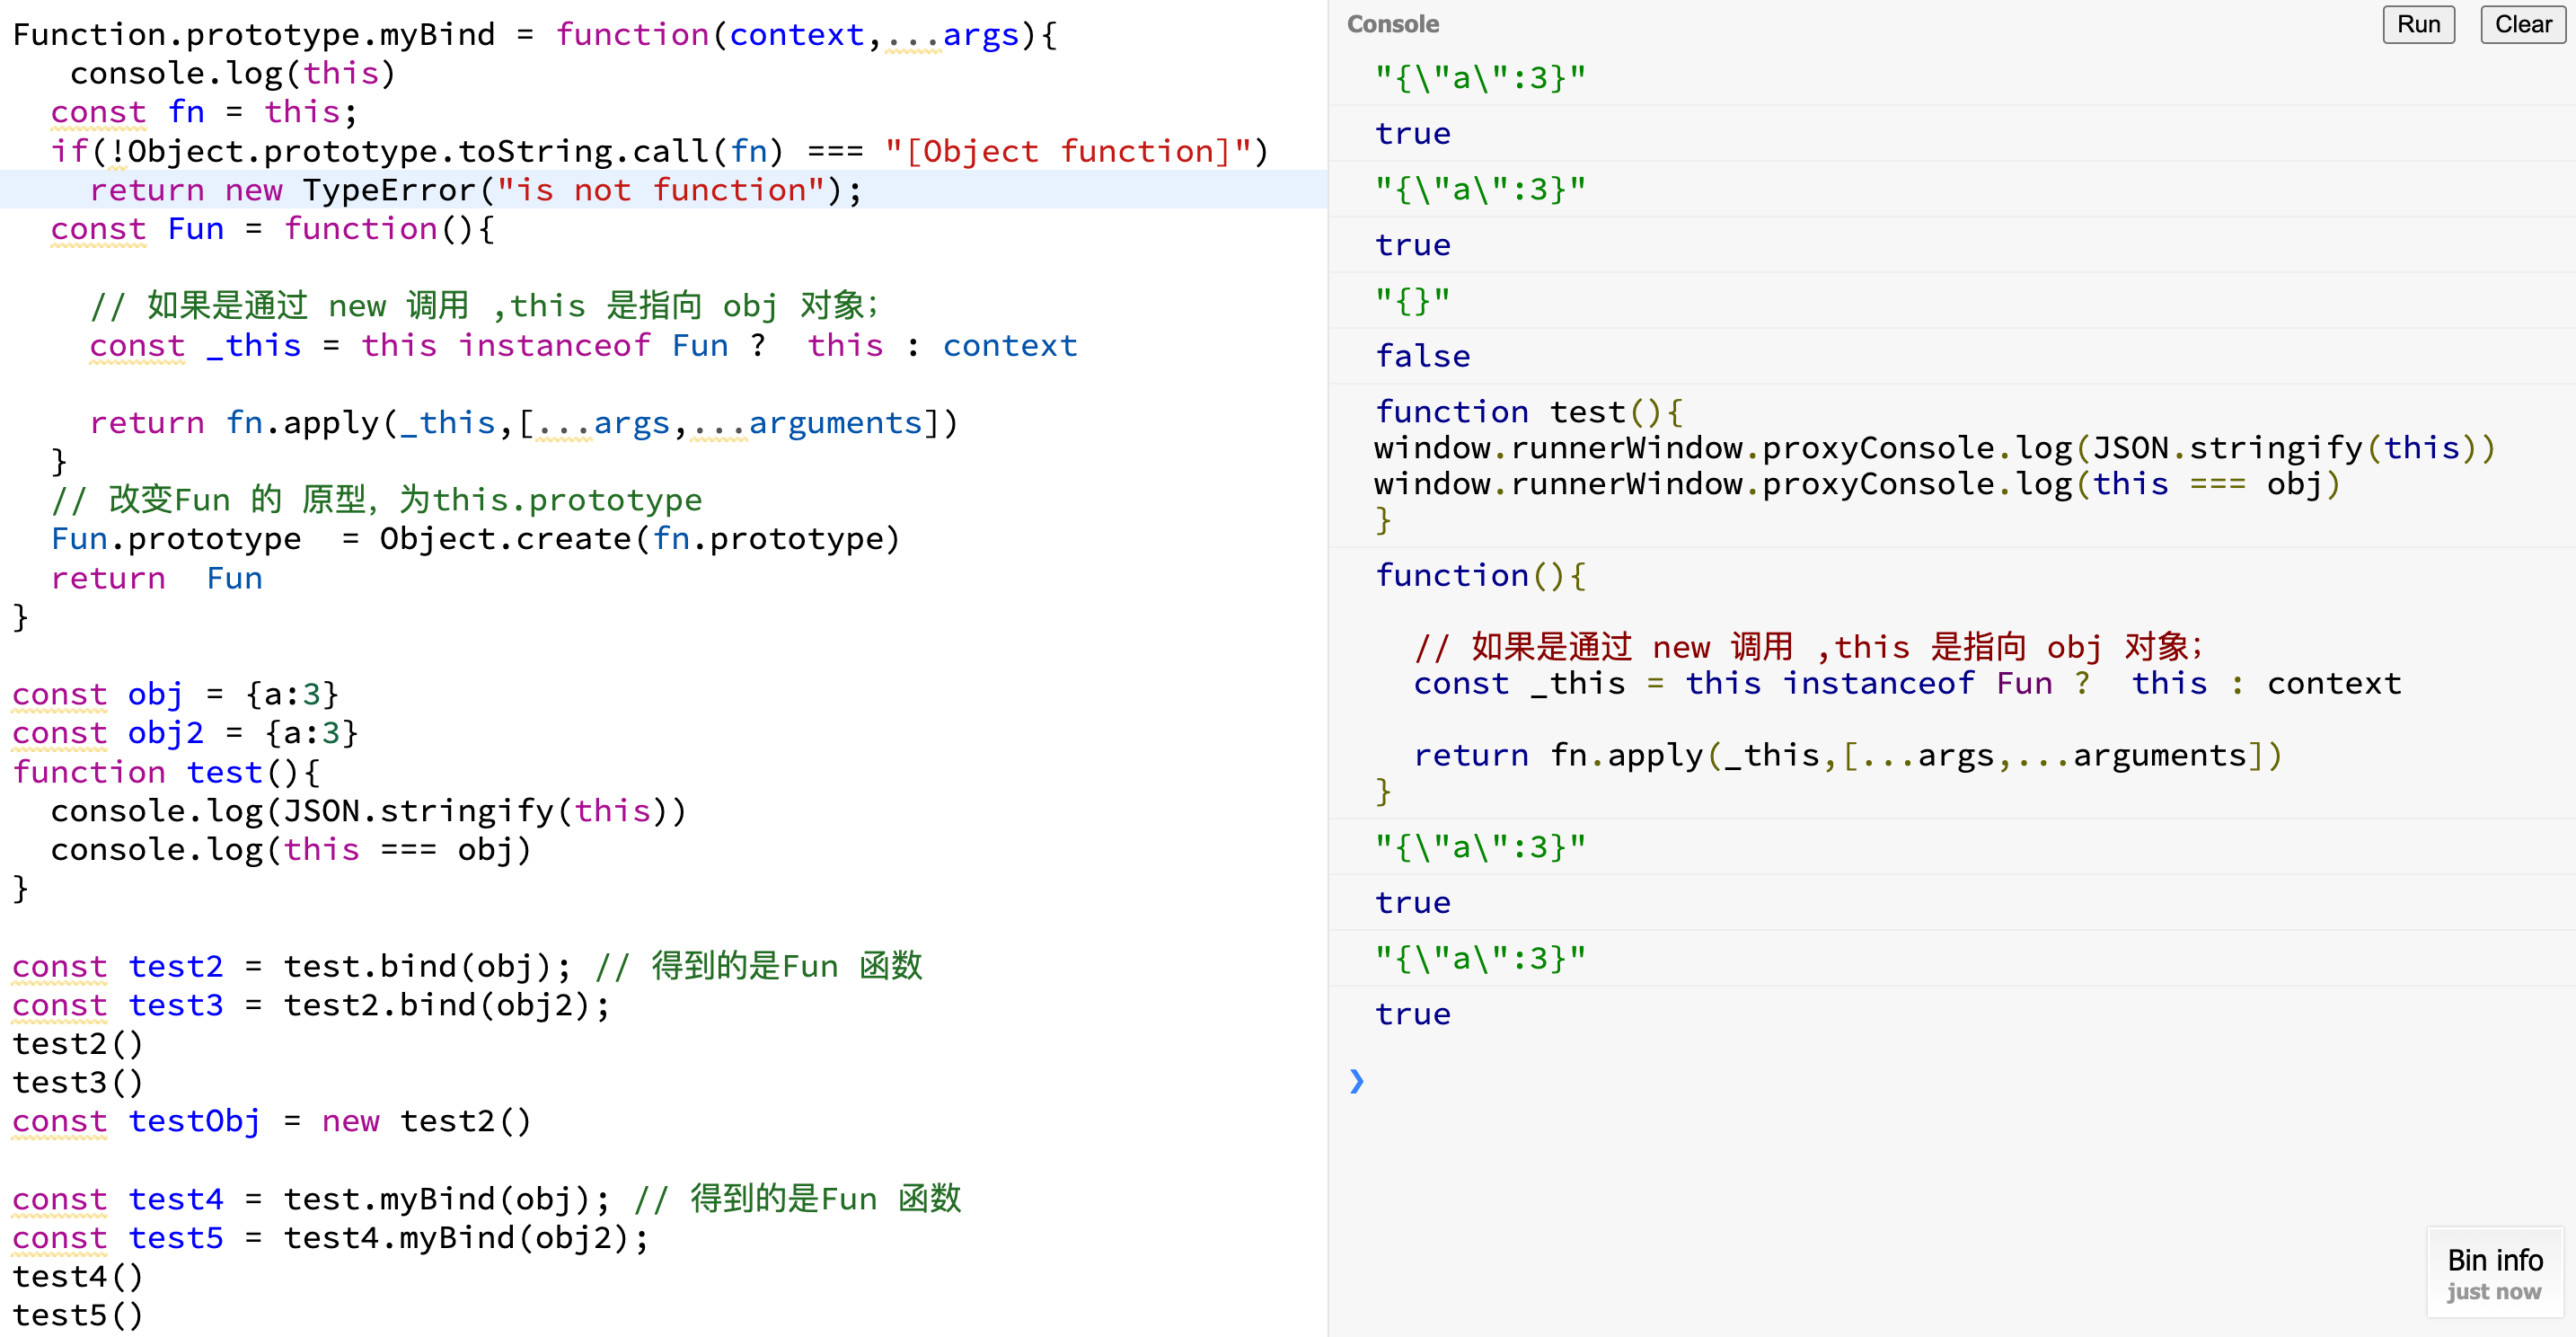 Function.prototype.myBind = function(context,...args){
   console.log(this)
  const fn = this;
  if(!Object.prototype.toString.call(fn) === "[Object function]")
    return new TypeError("is not function");
  const Fun = function(){
    // 如果是通过 new 调用 ,this 是指向 obj 对象;
    const _this = this instanceof Fun ?  this : context
    return fn.apply(_this,[...args,...arguments])
  }
  // 改变Fun 的 原型，为this.prototype
  Fun.prototype  = Object.create(fn.prototype)
  return  Fun
}
const obj = {a:3}
const obj2 = {a:3}
function test(){
  console.log(JSON.stringify(this))
  console.log(this === obj)
}
const test2 = test.bind(obj); // 得到的是Fun 函数
const test3 = test2.bind(obj2);
test2()
test3()
const testObj = new test2()
const test4 = test.myBind(obj); // 得到的是Fun 函数
const test5 = test4.myBind(obj2);
test4()
test5()
Console
Run
Clear
"{\"a\":3}"
true
"{\"a\":3}"
true
"{}"
false
function test(){
window.runnerWindow.proxyConsole.log(JSON.stringify(this))
window.runnerWindow.proxyConsole.log(this === obj)
}
function(){
  // 如果是通过 new 调用 ,this 是指向 obj 对象;
  const _this = this instanceof Fun ?  this : context
  return fn.apply(_this,[...args,...arguments])
}
"{\"a\":3}"
true
"{\"a\":3}"
true
Bin info
just now